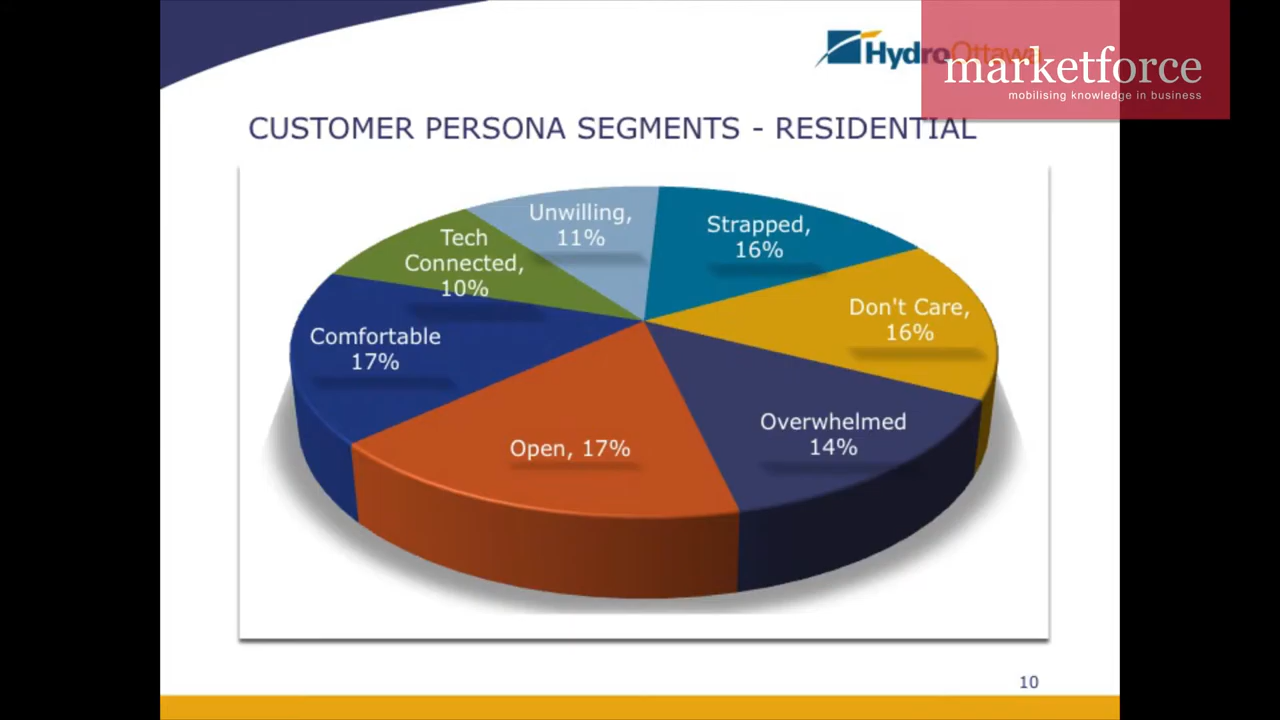 HydroOttawa
marketforce
mobilising knowledge in business
CUSTOMER PERSONA SEGMENTS - RESIDENTIAL
Unwilling,
11%
Strapped,
16%
Tech
Connected,
10%
Don't Care,
16%
Comfortable
17%
Overwhelmed
14%
Open, 17%
10